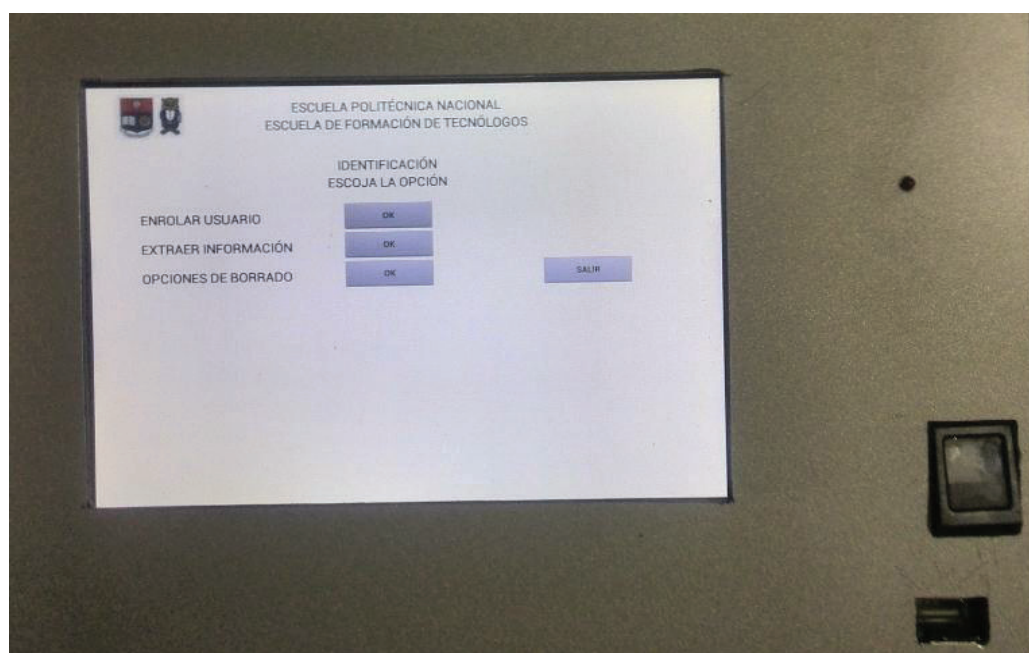 ESCUELA POLITÉCNICA NACIONAL
ESCUELA DE FORMACIÓN DE TECNÓLOGOS
IDENTIFICACIÓN
ESCOJA LA OPCIÓN
ENROLAR USUARIO OK
EXTRAER INFORMACIÓN OK
OPCIONES DE BORRADO OK SALIR